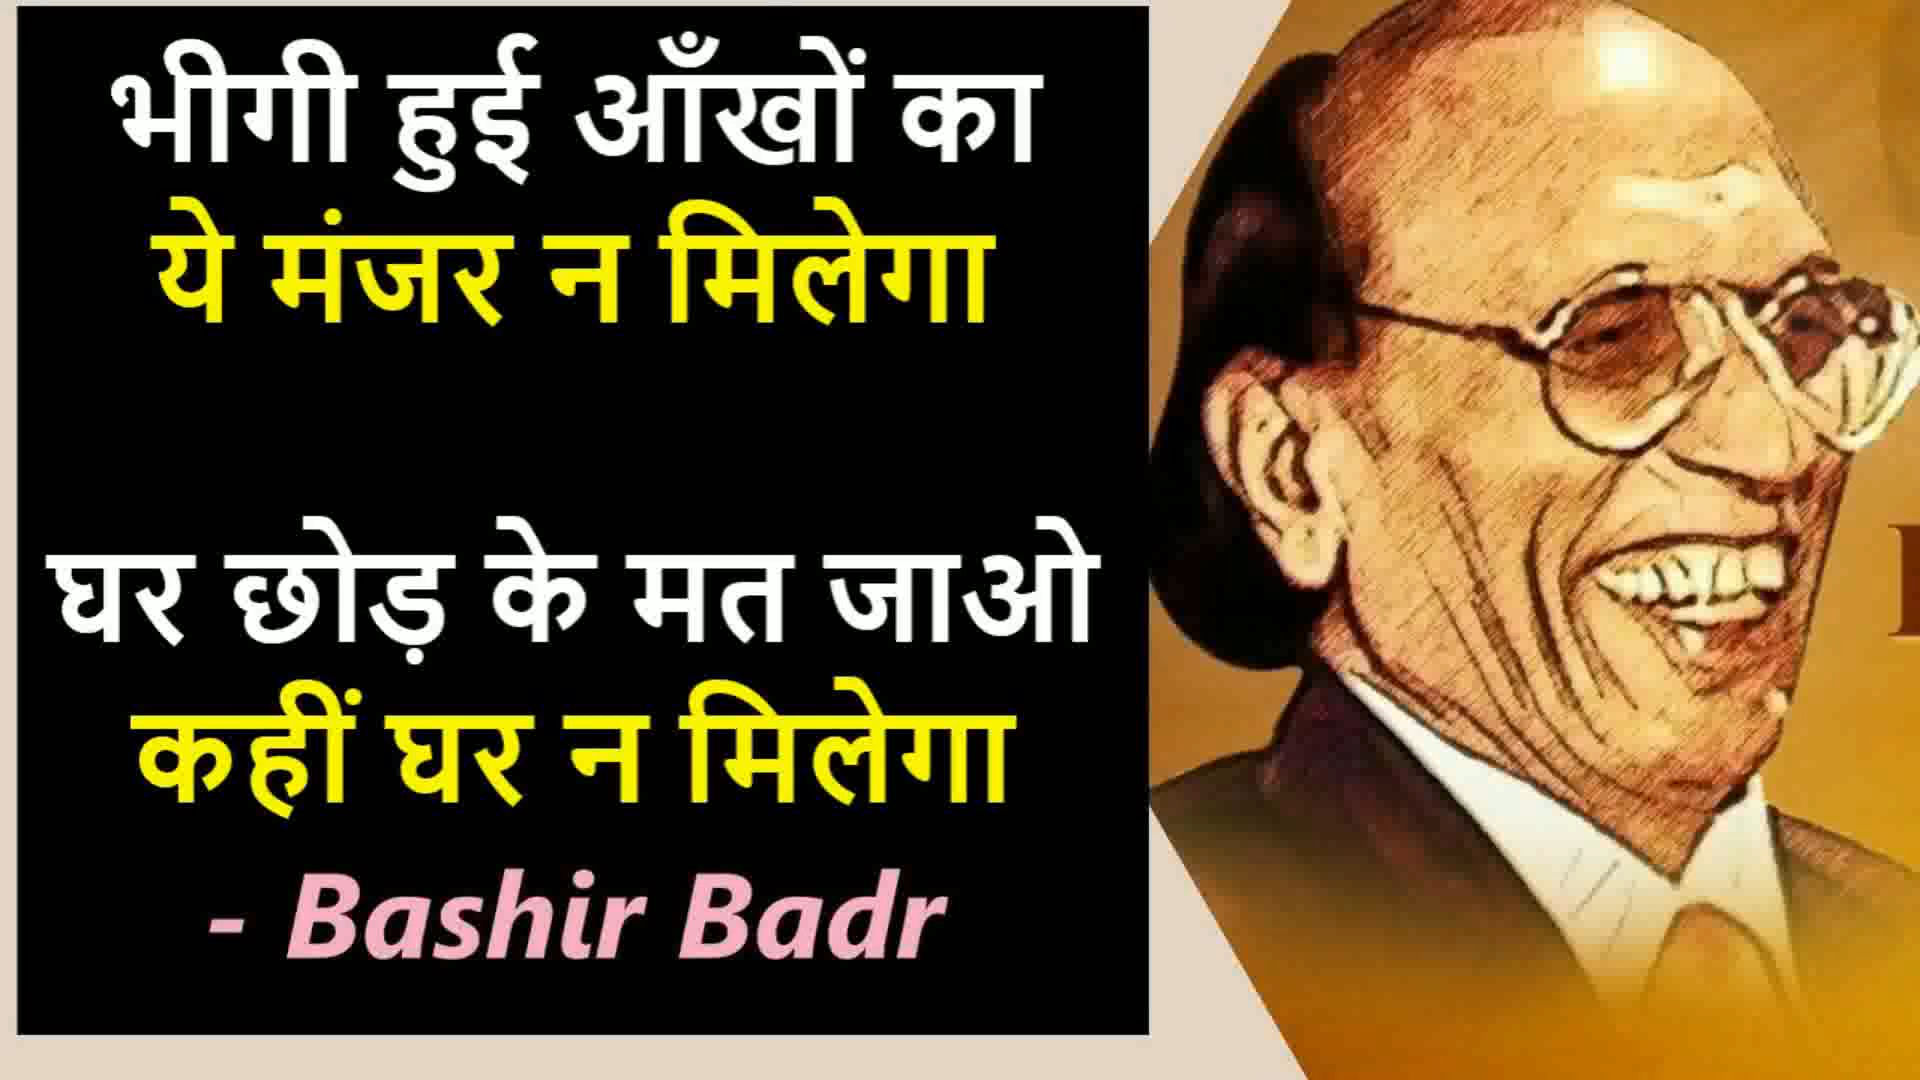 भीगी हुई आँखों का
ये मंजर न मिलेगा
घर छोड़ के मत जाओ
कहीं घर न मिलेगा
- Bashir Badr